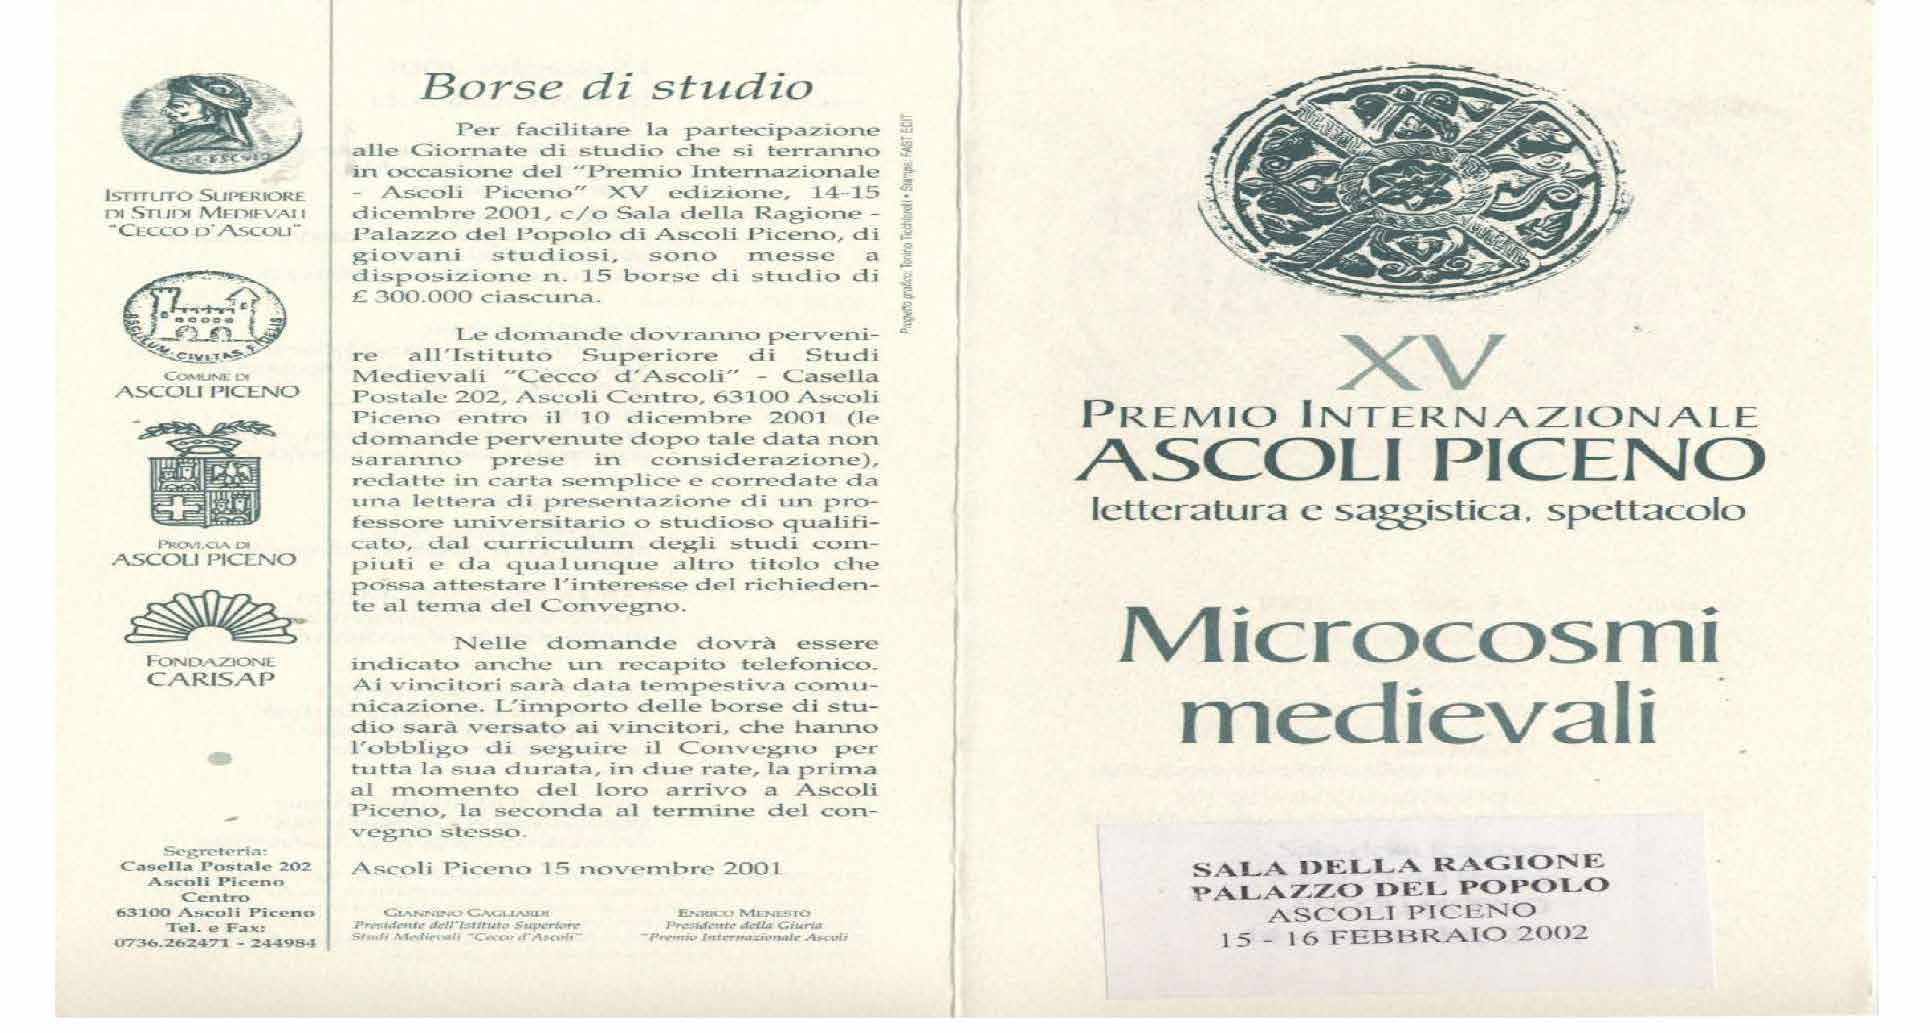 ISTITUTO SUPERIORE
DI STUDI MEDIEVALI
"CECCO D'ASCOLI"
ASCULUM CIVITAS FIDELIS
COMUNE DI
ASCOLI PICENO
PROVI.CIA DI
ASCOLI PICENO
FONDAZIONE
CARISAP
Segreteria:
Casella Postale 202
Ascoli Piceno
Centro
63100 Ascoli Piceno
Tel. e Fax:
0736.262471 - 244984
Borse di studio
Per facilitare la partecipazione
alle Giornate di studio che si terranno
in occasione del "Premio Internazionale
- Ascoli Piceno" XV edizione, 14-15
dicembre 2001, c/o Sala della Ragione -
Palazzo del Popolo di Ascoli Piceno, di
giovani studiosi, sono messe a
disposizione n. 15 borse di studio di
£ 300.000 ciascuna.
Le domande dovranno perveni-
re all'Istituto Superiore di Studi
Medievali "Cecco d'Ascoli" - Casella
Postale 202, Ascoli Centro, 63100 Ascoli
Piceno entro il 10 dicembre 2001 (le
domande pervenute dopo tale data non
saranno prese in considerazione),
redatte in carta semplice e corredate da
una lettera di presentazione di un pro-
fessore universitario o studioso qualifi-
cato, dal curriculum degli studi com-
piuti e da qualunque altro titolo che
possa attestare l'interesse del richieden-
te al tema del Convegno.
Nelle domande dovrà essere
indicato anche un recapito telefonico.
Ai vincitori sarà data tempestiva comu-
nicazione. L'importo delle borse di stu-
dio sarà versato ai vincitori, che hanno
l'obbligo di seguire il Convegno per
tutta la sua durata, in due rate, la prima
al momento del loro arrivo a Ascoli
Piceno, la seconda al termine del con-
vegno stesso.
Ascoli Piceno 15 novembre 2001
GIANNINO GAGLIARDI
Presidente dell'Istituto Superiore
Studi Medievali "Cecco d'Ascoli"
ENRICO MENESTÒ
Presidente della Giuria
"Premio Internazionale Ascoli
Progetto grafico: Tonino Ticchiarelli • Stampa: FAST EDIT
XV
PREMIO INTERNAZIONALE
ASCOLI PICENO
letteratura e saggistica, spettacolo
Microcosmi
medievali
SALA DELLA RAGIONE
PALAZZO DEL POPOLO
ASCOLI PICENO
15 - 16 FEBBRAIO 2002